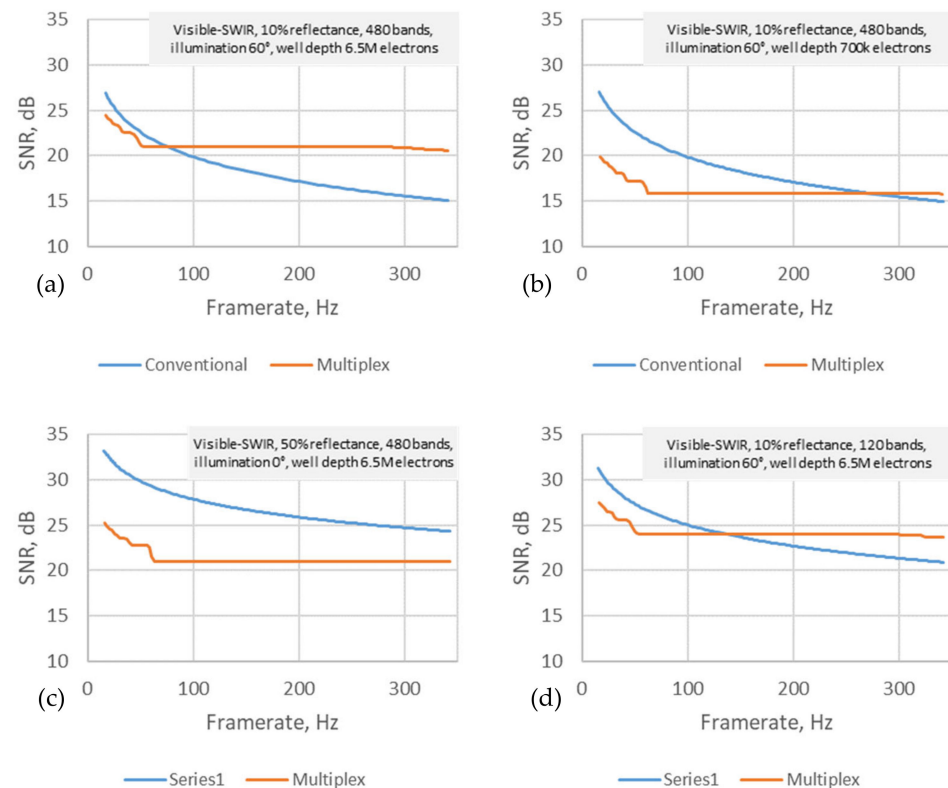 Visible-SWIR, 10% reflectance, 480 bands,
illumination 60°, well depth 6.5M electrons
35
30
25
20
15
10
SNR, dB
0
100
200
300
Framerate, Hz
(a)
Conventional
Multiplex
Visible-SWIR, 10% reflectance, 480 bands,
illumination 60°, well depth 700k electrons
35
30
25
20
15
10
SNR, dB
0
100
200
300
Framerate, Hz
(b)
Conventional
Multiplex
Visible-SWIR, 50% reflectance, 480 bands,
illumination 0°, well depth 6.5M electrons
35
30
25
20
15
10
SNR, dB
0
100
200
300
Framerate, Hz
(c)
Series1
Multiplex
Visible-SWIR, 10% reflectance, 120 bands,
illumination 60°, well depth 6.5M electrons
35
30
25
20
15
10
SNR, dB
0
100
200
300
Framerate, Hz
(d)
Series1
Multiplex